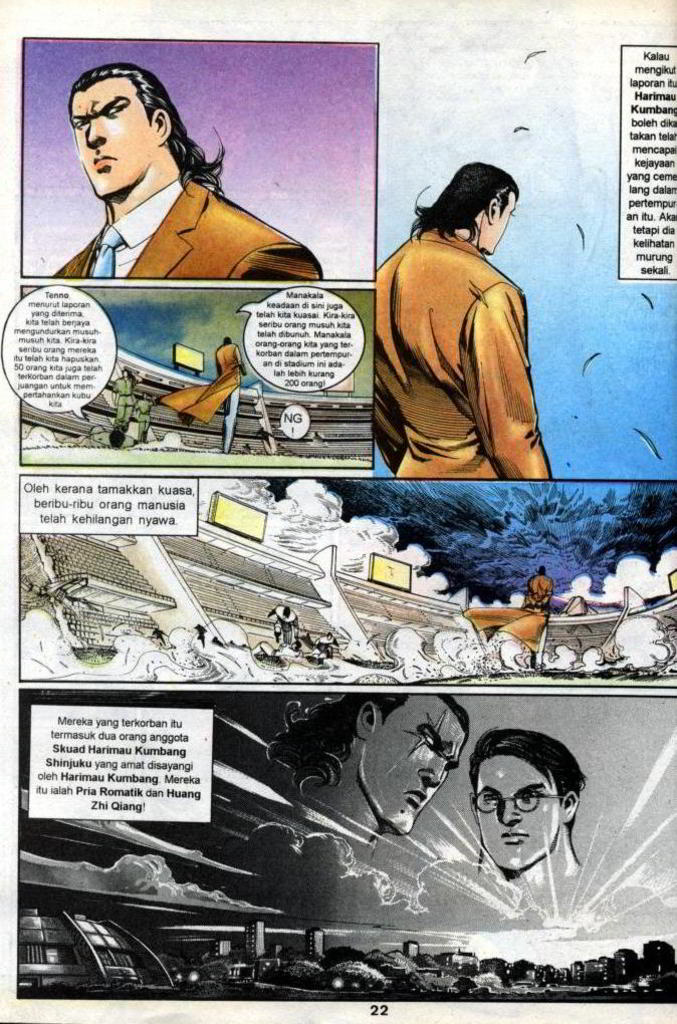 Kalau
mengikut
laporan itu
Harimau
Kumbang
boleh dika
takan telah
mencapai
kejayaan
yang ceme
lang dalam
pertempur
an itu. Aka
tetapi dia
kelihatan
murung
sekali.
Tenno,
menurut laporan
yang diterima,
kita telah berjaya
mengundurkan musuh-
musuh kita. Kira-kira
seribu orang mereka
itu telah kita hapuskan.
50 orang kita juga telah
terkorban dalam per-
juangan untuk mem-
pertahankan kubu
kita
Manakala
keadaan di sini juga
telah kita kuasai. Kira-kira
seribu orang musuh kita
telah dibunuh. Manakala
orang-orang kita yang ter-
korban dalam pertempur-
an di stadium ini ada-
lah lebih kurang
200 orang!
NG
!
Oleh kerana tamakkan kuasa,
beribu-ribu orang manusia
telah kehilangan nyawa.
Mereka yang terkorban itu
termasuk dua orang anggota
Skuad Harimau Kumbang
Shinjuku yang amat disayangi
oleh Harimau Kumbang. Mereka
itu ialah Pria Romatik dan Huang
Zhi Qiang!
22